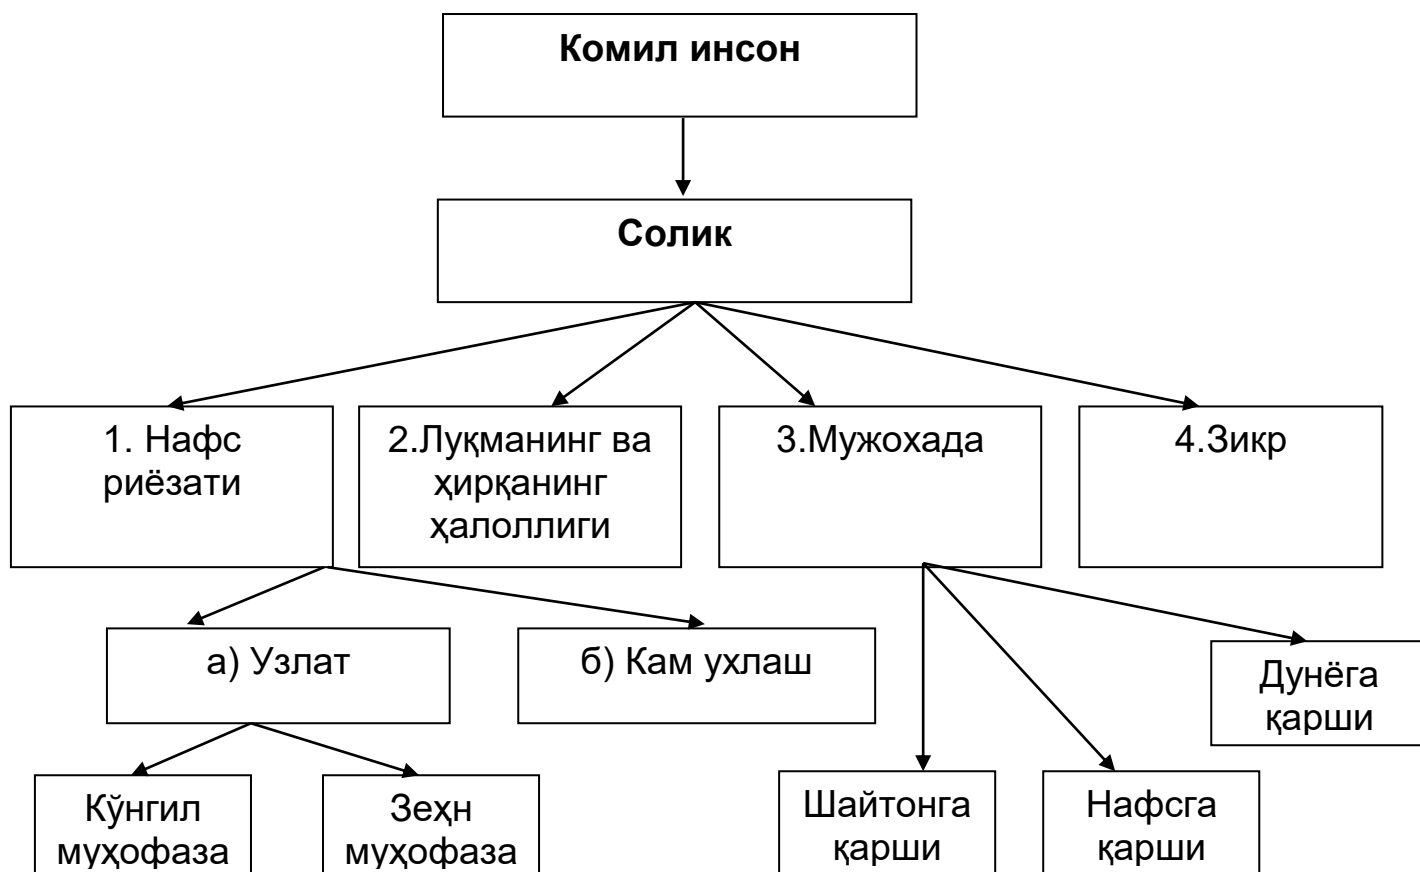 Комил инсон
Солик
1. Нафс
риёзати
2.Луқманинг ва
ҳирқанинг
ҳалоллиги
3.Мужохада
4.Зикр
а) Узлат
б) Кам ухлаш
Дунёга
қарши
Кўнгил
муҳофаза
Зеҳн
муҳофаза
Шайтонга
қарши
Нафсга
қарши